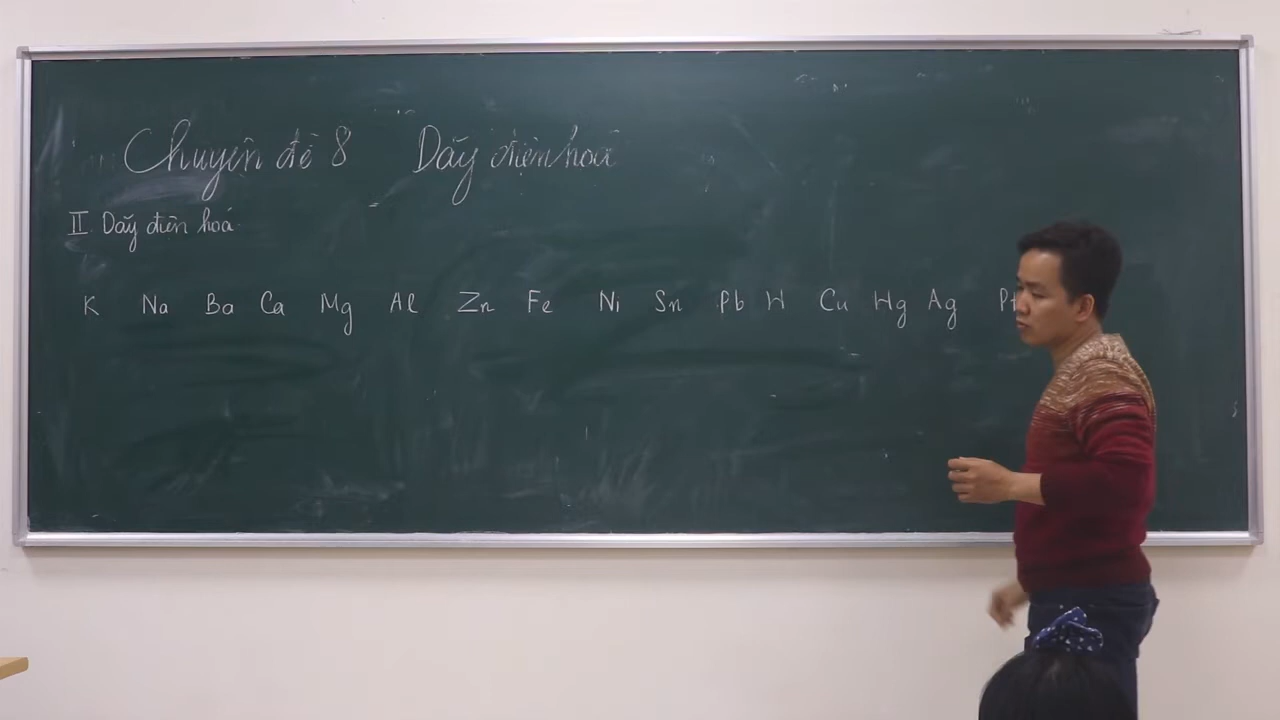 Chuyên đề 8 Dãy điện hoá
II. Dãy điện hoá
K Na Ba Ca Mg Al Zn Fe Ni Sn Pb H Cu Hg Ag Pt